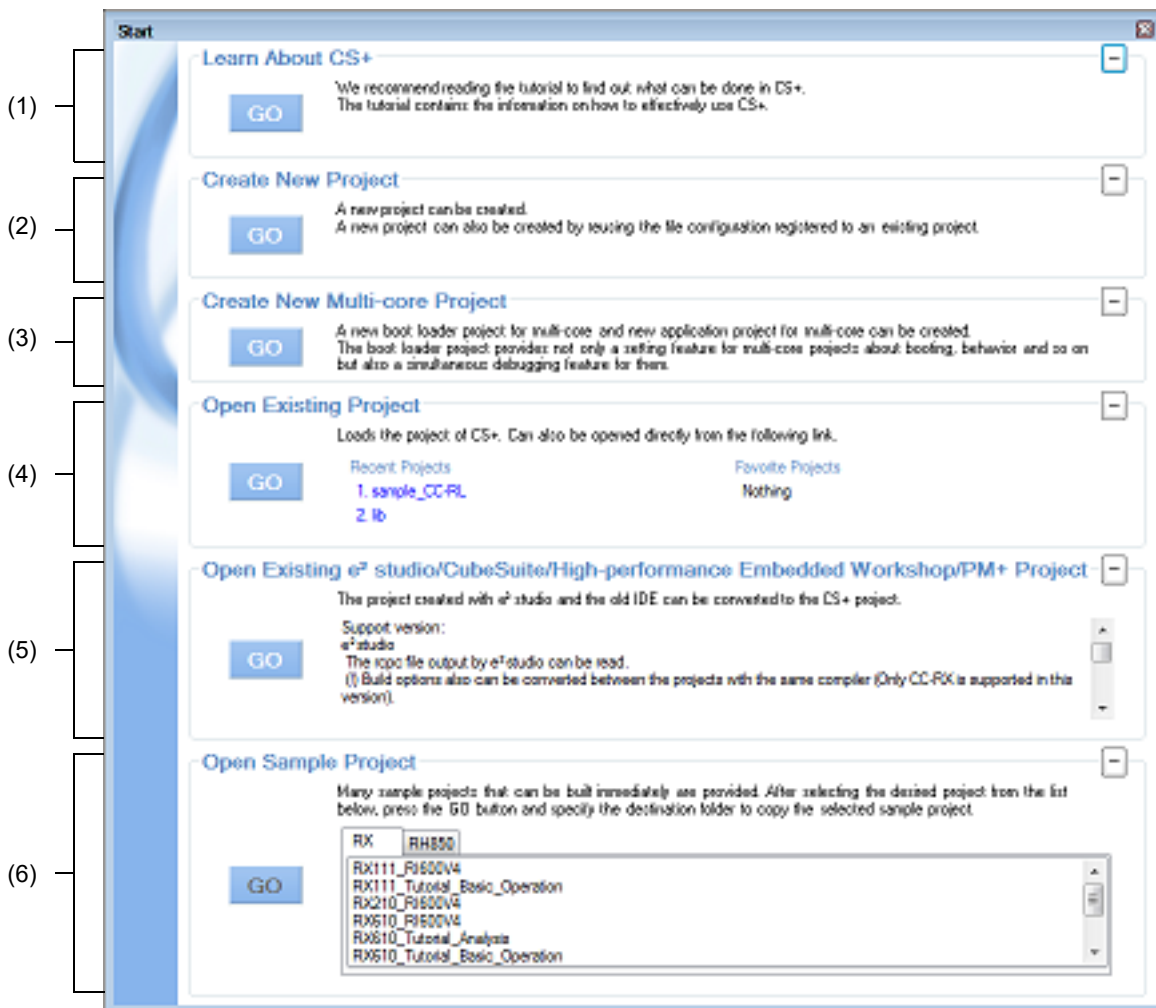 Start
(1)
Learn About CS+
GO
We recommend reading the tutorial to find out what can be done in CS+.
The tutorial contains the information on how to effectively use CS+.
(2)
Create New Project
GO
A new project can be created.
A new project can also be created by reusing the file configuration registered to an existing project.
(3)
Create New Multi-core Project
GO
A new boot loader project for multi-core and new application project for multi-core can be created.
The boot loader project provides not only a setting feature for multi-core projects about booting, behavior and so on
but also a simultaneous debugging feature for them.
(4)
Open Existing Project
GO
Loads the project of CS+. Can also be opened directly from the following link.
Recent Projects
1. sample_CC-RL
2. lib
Favorite Projects
Nothing
(5)
Open Existing e² studio/CubeSuite/High-performance Embedded Workshop/PM+ Project
GO
The project created with e² studio and the old IDE can be converted to the CS+ project.
Support version:
e² studio
The rcpc file output by e² studio can be read.
(!) Build options also can be converted between the projects with the same compiler (Only CC-RX is supported in this
version).
(6)
Open Sample Project
GO
Many sample projects that can be built immediately are provided. After selecting the desired project from the list
below, press the GO button and specify the destination folder to copy the selected sample project.
RX
RH850
RX111_RI600V4
RX111_Tutorial_Basic_Operation
RX210_RI600V4
RX610_RI600V4
RX610_Tutorial_Analysis
RX610_Tutorial_Basic_Operation